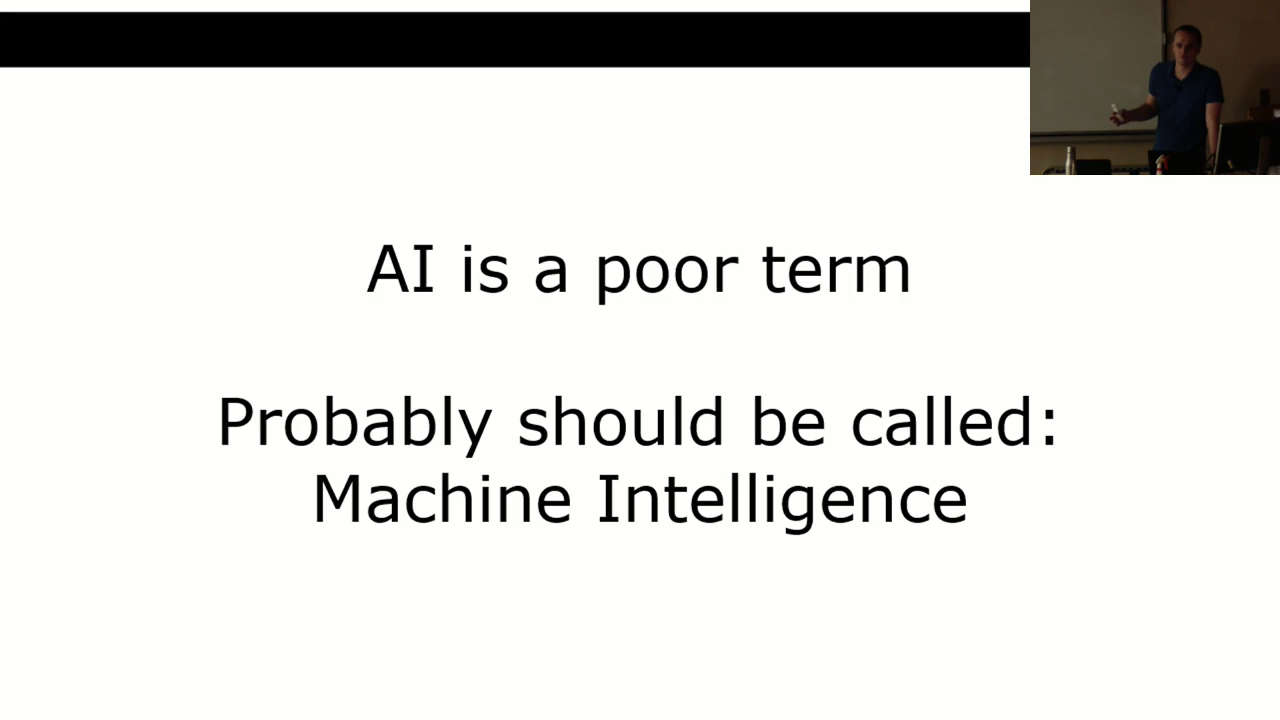 AI is a poor term
Probably should be called:
Machine Intelligence